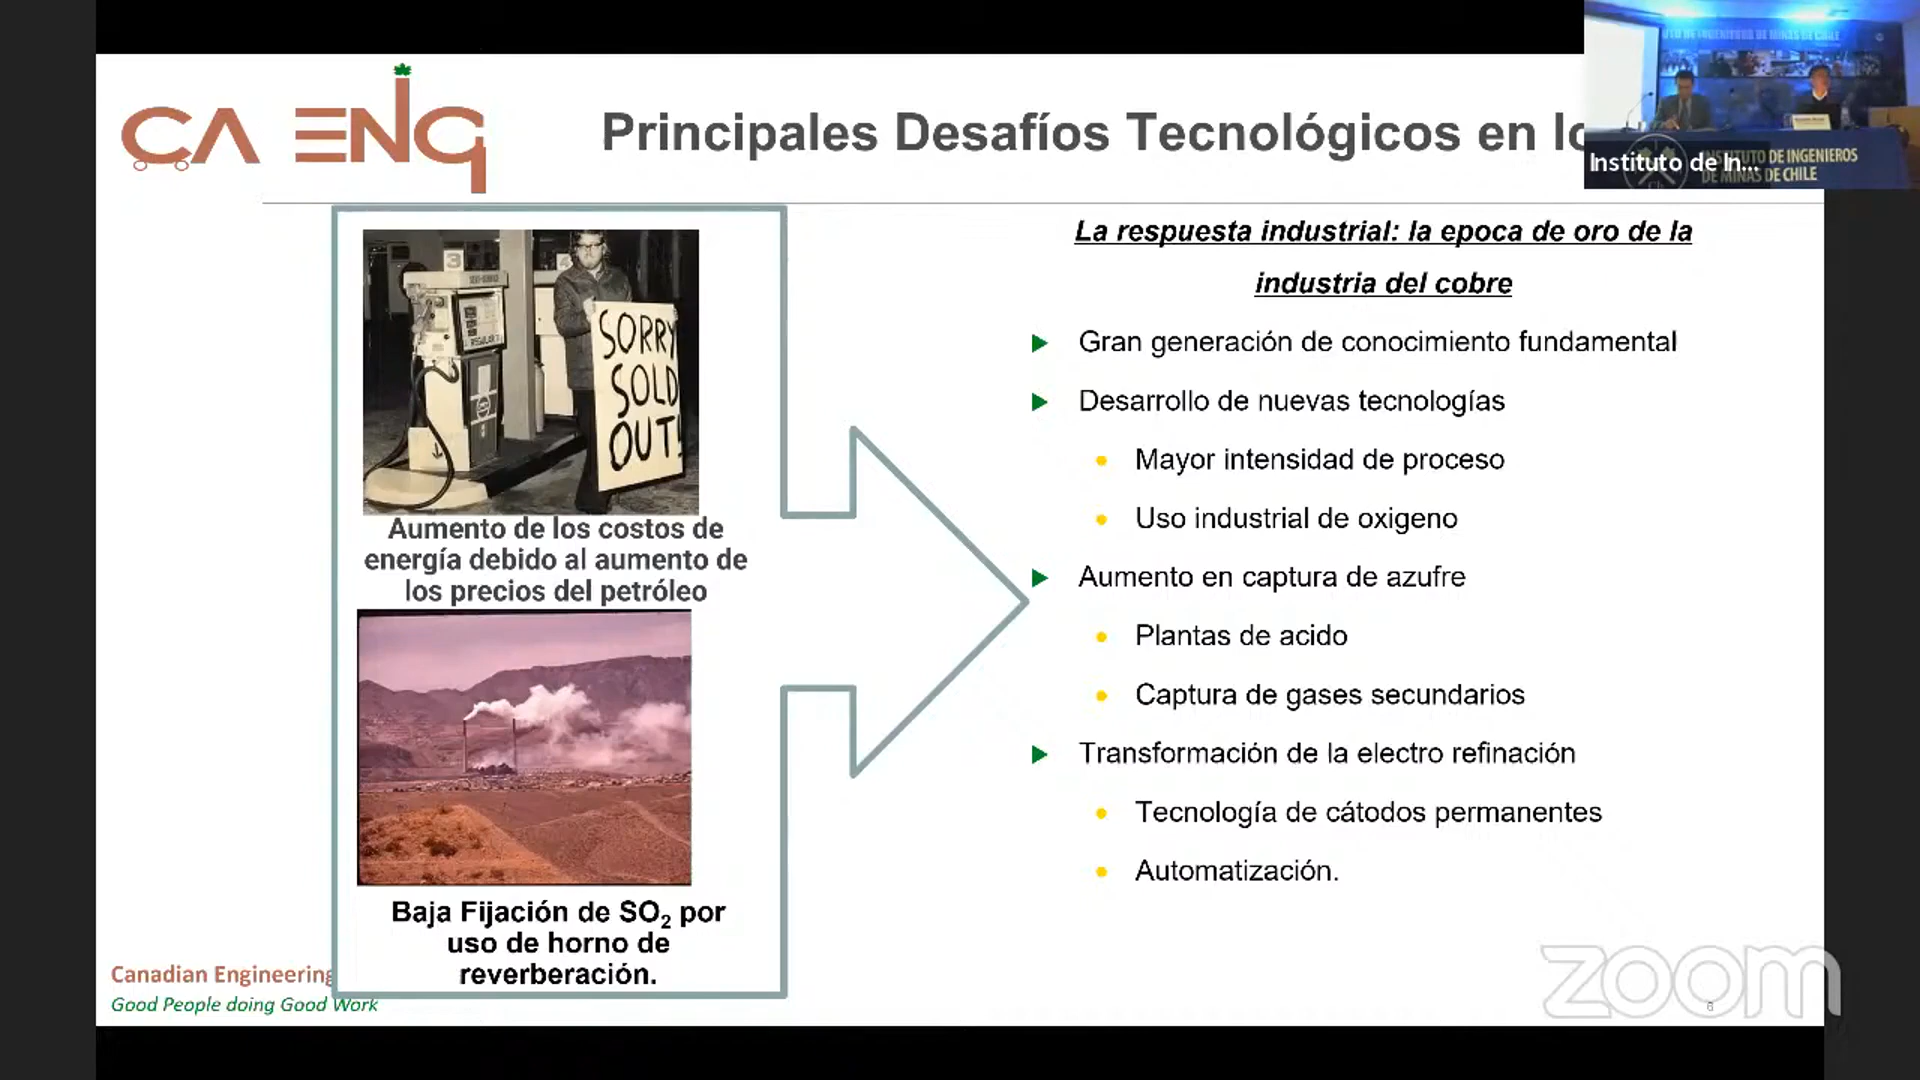 CA ENG
Principales Desafíos Tecnológicos en lo
Instituto de In...
INSTITUTO DE INGENIEROS
DE MINAS DE CHILE
La respuesta industrial: la epoca de oro de la
industria del cobre
3
4
REGULAR
SORRY
SOLD
OUT!
Aumento de los costos de
energía debido al aumento de
los precios del petróleo
Baja Fijación de SO₂ por
uso de horno de
reverberación.
Gran generación de conocimiento fundamental
Desarrollo de nuevas tecnologías
Mayor intensidad de proceso
Uso industrial de oxigeno
Aumento en captura de azufre
Plantas de acido
Captura de gases secundarios
Transformación de la electro refinación
Tecnología de cátodos permanentes
Automatización.
Canadian Engineering
Good People doing Good Work
zoom
6